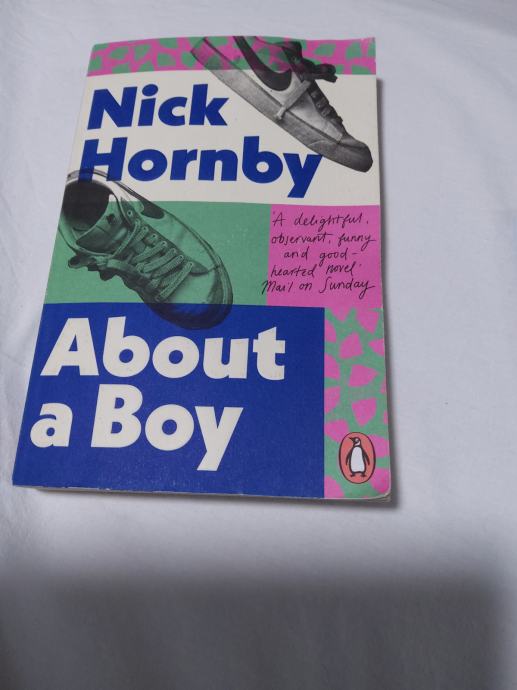 Nick
Hornby
'A delightful,
observant, funny
and good-
hearted novel'
Mail on Sunday
About
a Boy